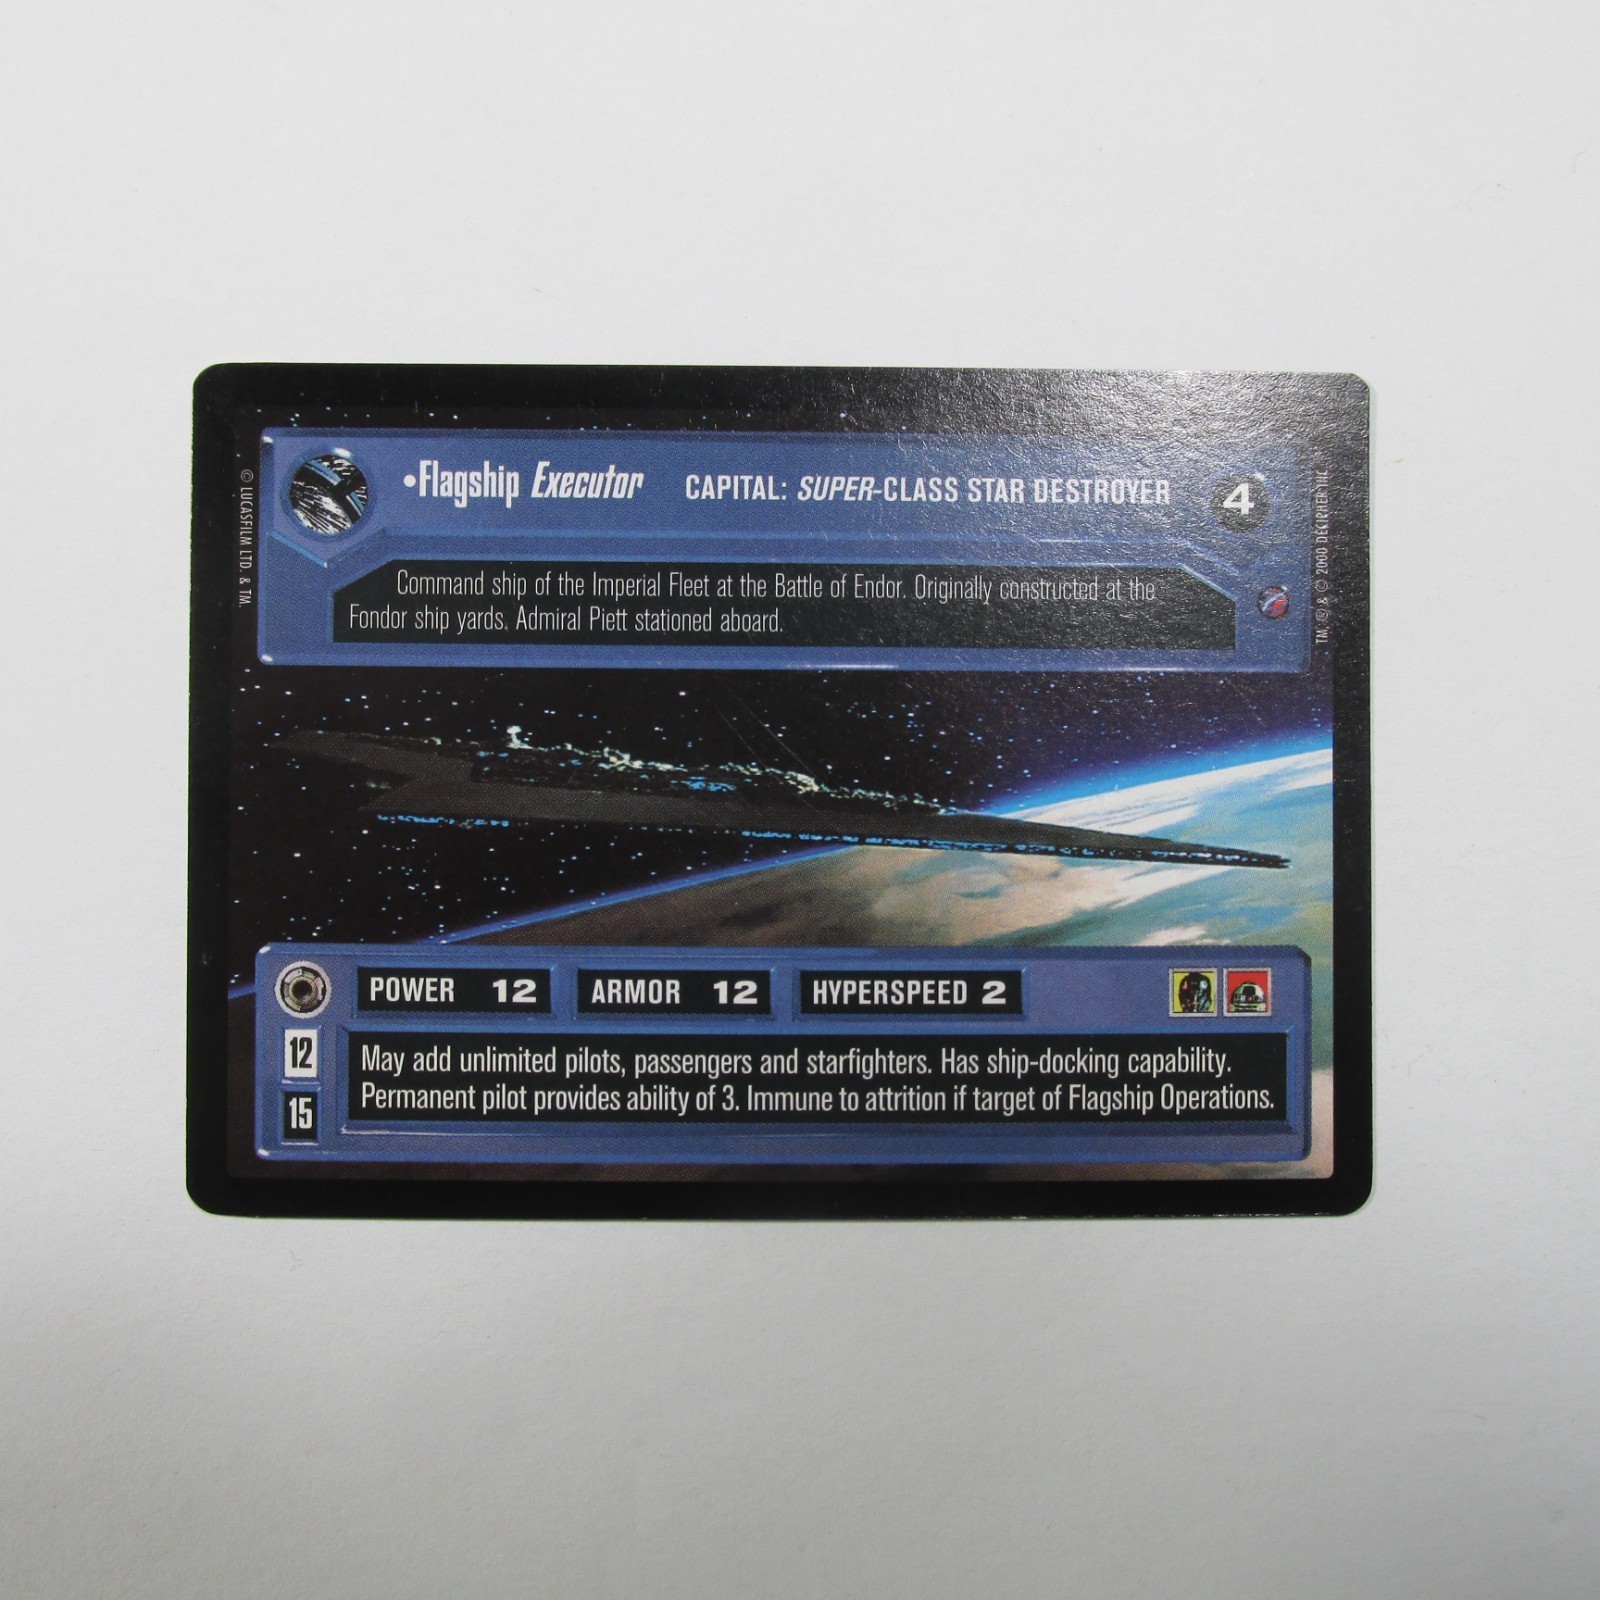 •Flagship Executor CAPITAL: SUPER-CLASS STAR DESTROYER 4
Command ship of the Imperial Fleet at the Battle of Endor. Originally constructed at the
Fondor ship yards. Admiral Piett stationed aboard.
© LUCASFILM LTD. & TM.
TM, ® & © 2000 DECIPHER INC.
POWER 12 ARMOR 12 HYPERSPEED 2
12
15
May add unlimited pilots, passengers and starfighters. Has ship-docking capability.
Permanent pilot provides ability of 3. Immune to attrition if target of Flagship Operations.